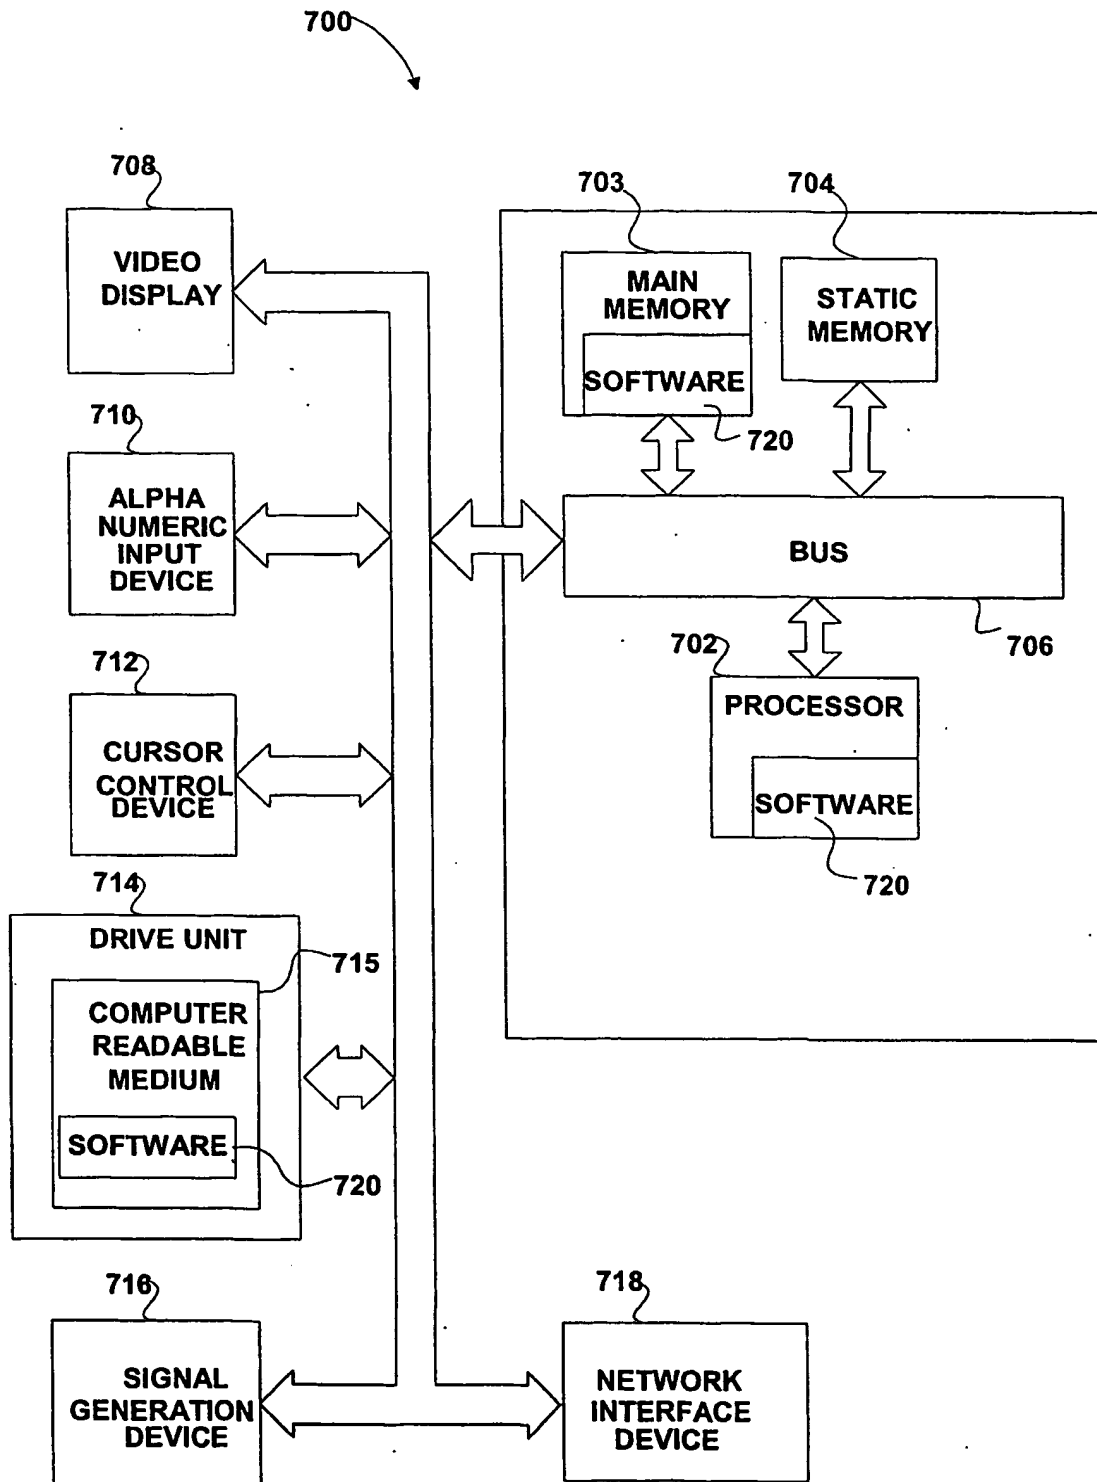 700
708
VIDEO
DISPLAY
703
MAIN
MEMORY
SOFTWARE
720
704
STATIC
MEMORY
710
ALPHA
NUMERIC
INPUT
DEVICE
BUS
706
712
CURSOR
CONTROL
DEVICE
702
PROCESSOR
SOFTWARE
720
714
DRIVE UNIT
715
COMPUTER
READABLE
MEDIUM
SOFTWARE
720
716
SIGNAL
GENERATION
DEVICE
718
NETWORK
INTERFACE
DEVICE